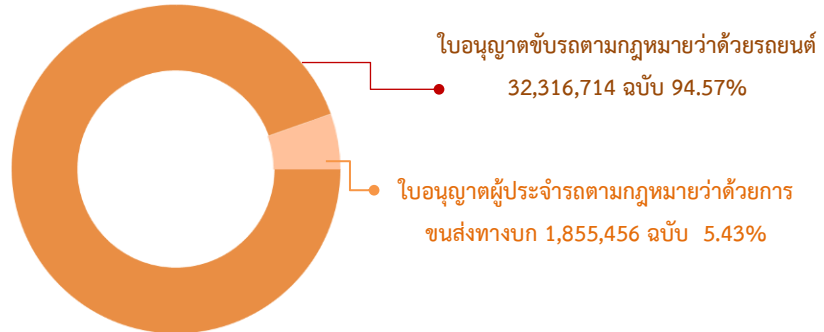 ใบอนุญาตขับรถตามกฎหมายว่าด้วยรถยนต์
32,316,714 ฉบับ 94.57%
ใบอนุญาตผู้ประจำรถตามกฎหมายว่าด้วยการ
ขนส่งทางบก 1,855,456 ฉบับ 5.43%